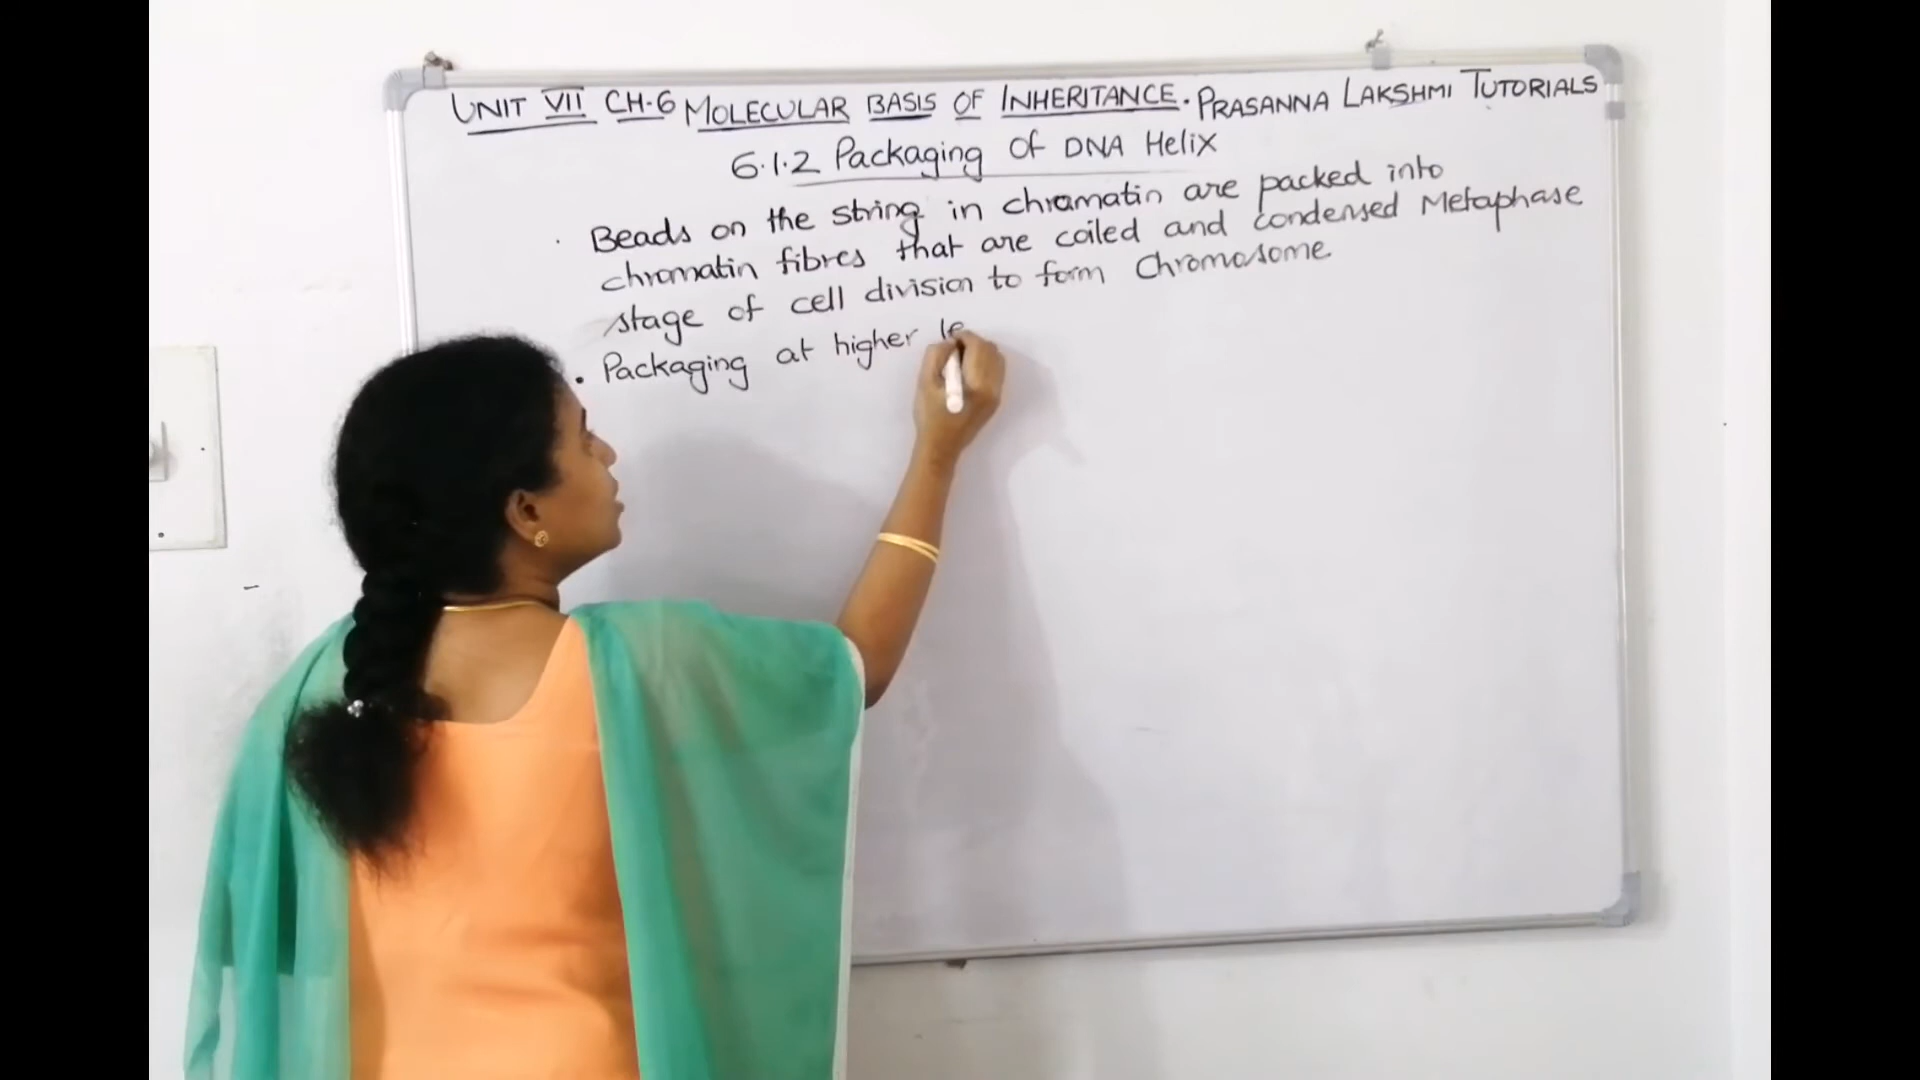 UNIT VII CH.6 MOLECULAR BASIS OF INHERITANCE. PRASANNA LAKSHMI TUTORIALS
6.1.2 Packaging Of DNA Helix
. Beads on the string in chromatin are packed into
chromatin fibres that are coiled and condensed Metaphase
stage of cell division to form Chromosome.
. Packaging at higher le